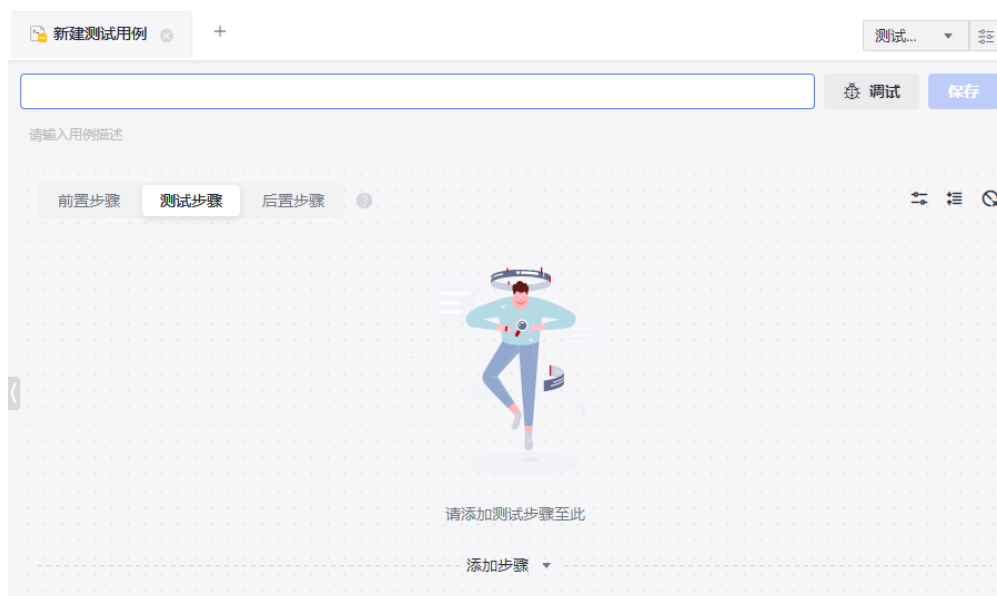 新建测试用例
测试...
调试
保存
请输入用例描述
前置步骤 测试步骤 后置步骤
请添加测试步骤至此
添加步骤